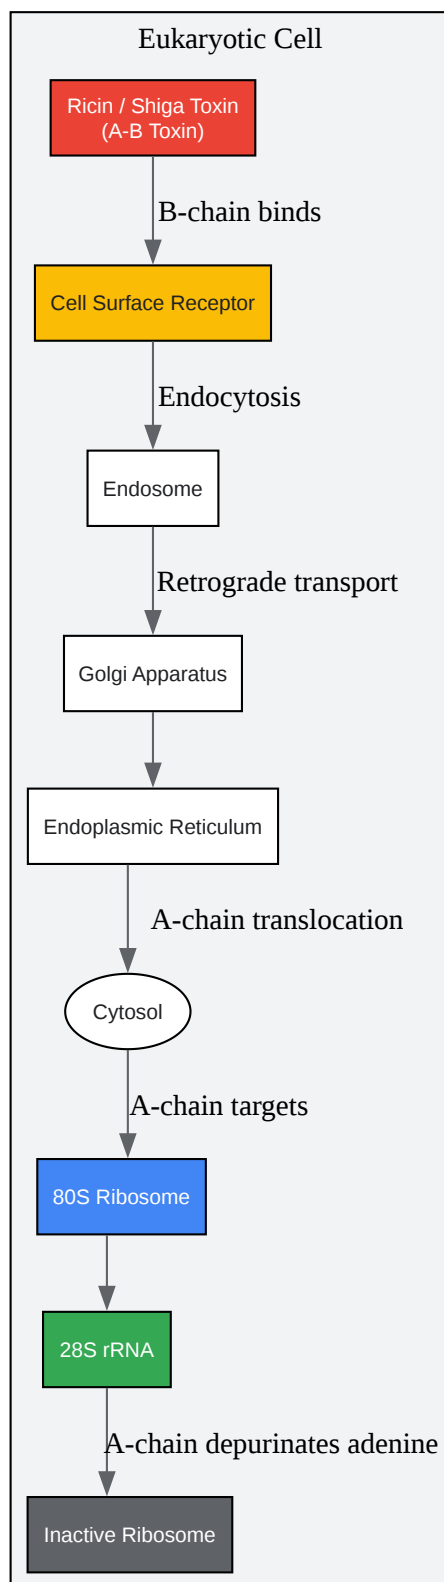 Eukaryotic Cell
Ricin / Shiga Toxin
(A-B Toxin)
B-chain binds
Cell Surface Receptor
Endocytosis
Endosome
Retrograde transport
Golgi Apparatus
Endoplasmic Reticulum
A-chain translocation
Cytosol
A-chain targets
80S Ribosome
28S rRNA
A-chain depurinates adenine
Inactive Ribosome